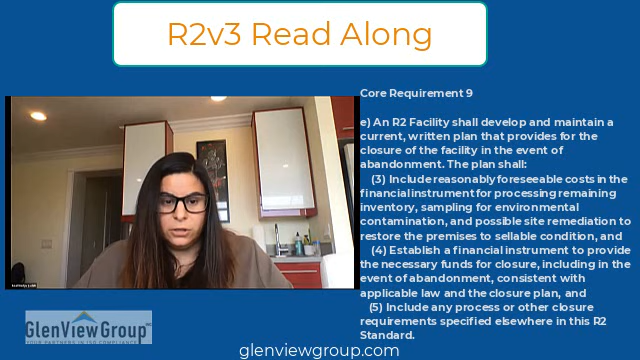 R2v3 Read Along
Core Requirement 9
e) An R2 Facility shall develop and maintain a
current, written plan that provides for the
closure of the facility in the event of
abandonment. The plan shall:
(3) Include reasonably foreseeable costs in the
financial instrument for processing remaining
inventory, sampling for environmental
contamination, and possible site remediation to
restore the premises to sellable condition, and
(4) Establish a financial instrument to provide
the necessary funds for closure, including in the
event of abandonment, consistent with
applicable law and the closure plan, and
(5) Include any process or other closure
requirements specified elsewhere in this R2
Standard.
GlenViewGroup
YOUR PARTNERS IN ISO COMPLIANCE
glenviewgroup.com